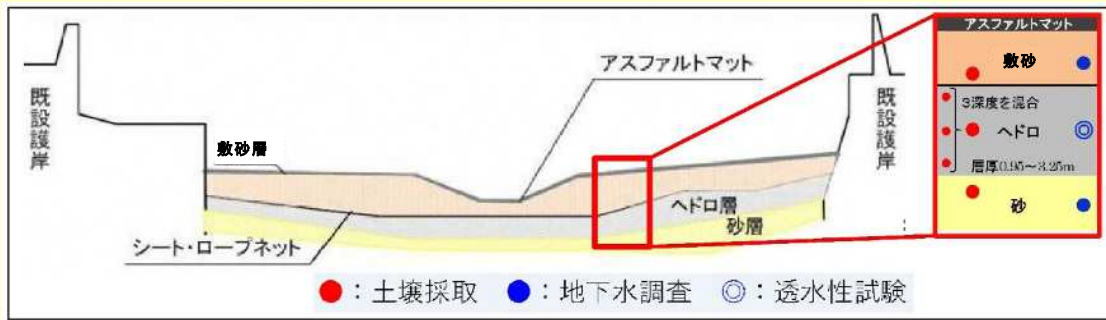 既設護岸
アスファルトマット
敷砂層
シート・ロープネット
ヘドロ層
砂層
既設護岸
アスファルトマット
敷砂
3深度を混合
ヘドロ
層厚0.95～3.25m
砂
●：土壌採取 ●：地下水調査 ◎：透水性試験